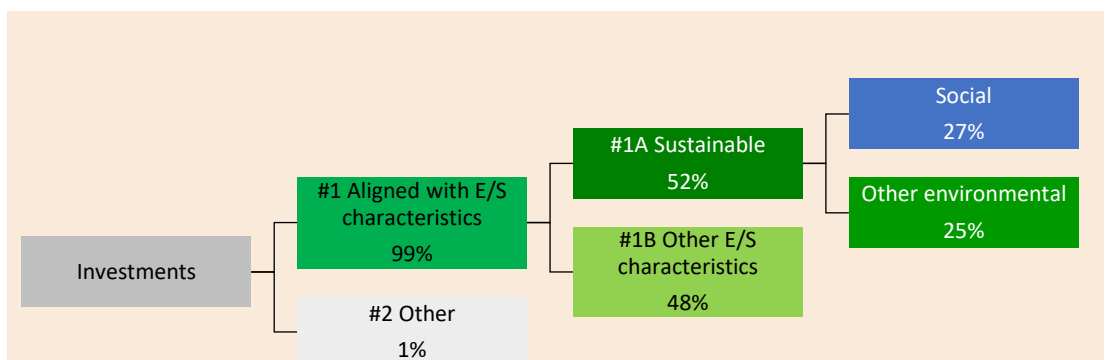 Investments
#1 Aligned with E/S
characteristics
99%
#2 Other
1%
#1A Sustainable
52%
#1B Other E/S
characteristics
48%
Social
27%
Other environmental
25%